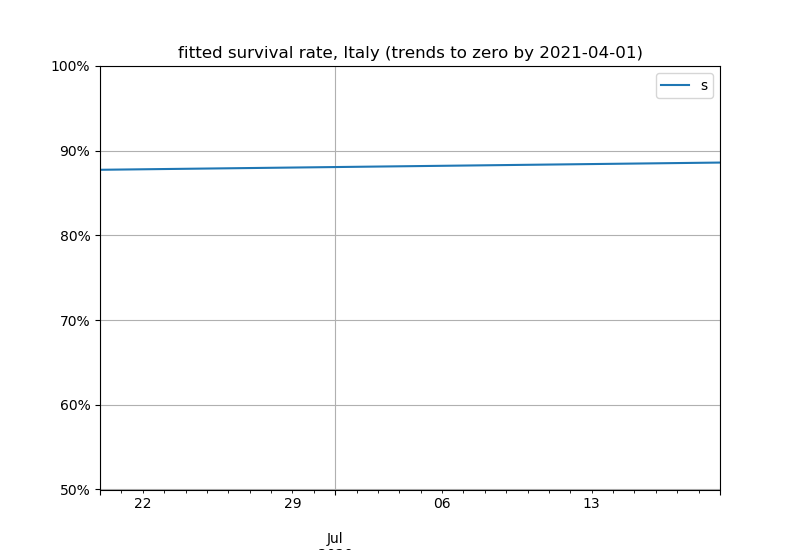 fitted survival rate, Italy (trends to zero by 2021-04-01)
100%
s
90%
80%
70%
60%
50%
22 29 06 13
Jul